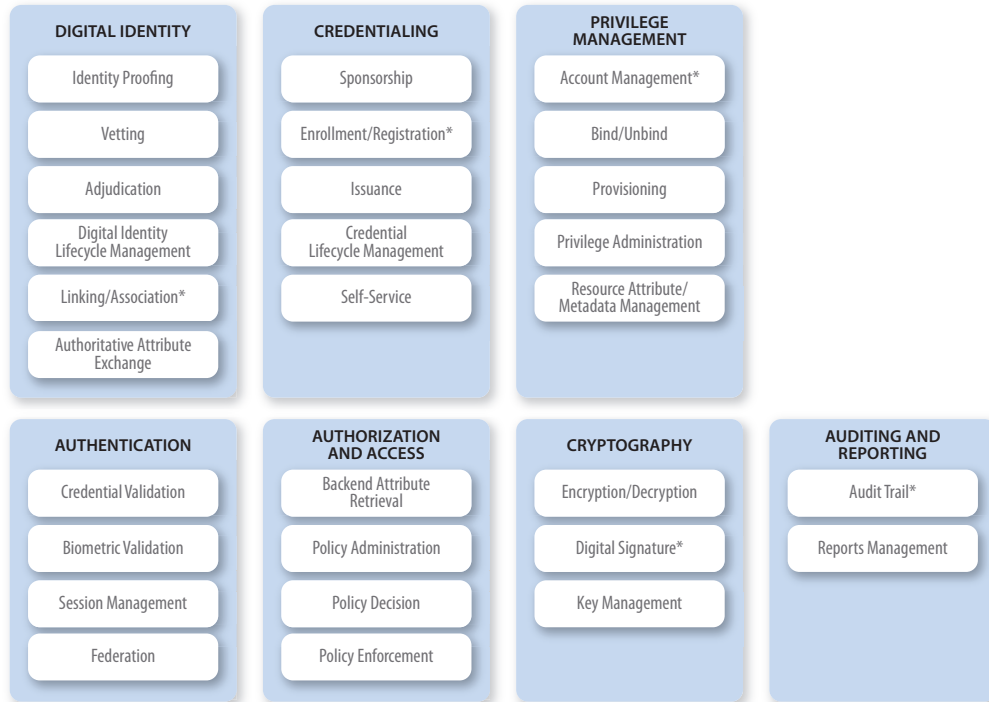 DIGITAL IDENTITY
Identity Proofing
Vetting
Adjudication
Digital Identity
Lifecycle Management
Linking/Association*
Authoritative Attribute
Exchange
CREDENTIALING
Sponsorship
Enrollment/Registration*
Issuance
Credential
Lifecycle Management
Self-Service
PRIVILEGE
MANAGEMENT
Account Management*
Bind/Unbind
Provisioning
Privilege Administration
Resource Attribute/
Metadata Management
AUTHENTICATION
Credential Validation
Biometric Validation
Session Management
Federation
AUTHORIZATION
AND ACCESS
Backend Attribute
Retrieval
Policy Administration
Policy Decision
Policy Enforcement
CRYPTOGRAPHY
Encryption/Decryption
Digital Signature*
Key Management
AUDITING AND
REPORTING
Audit Trail*
Reports Management